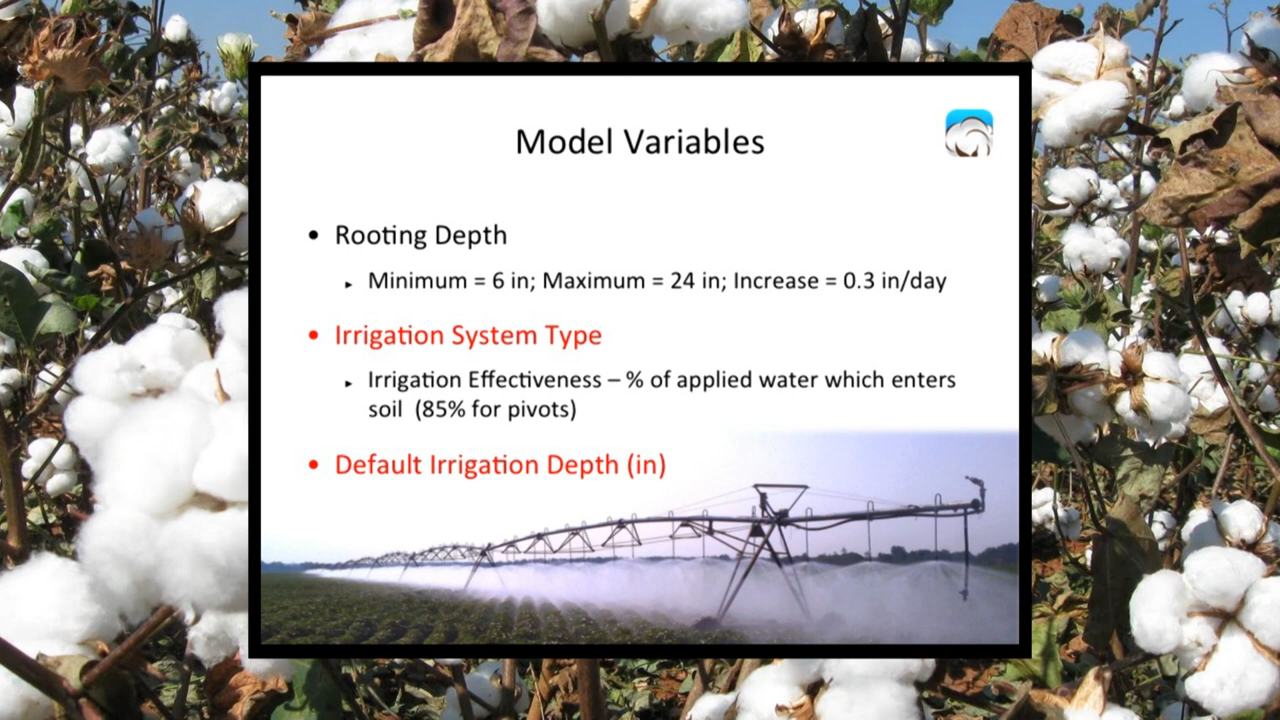 Model Variables
• Rooting Depth
▸ Minimum = 6 in; Maximum = 24 in; Increase = 0.3 in/day
• Irrigation System Type
▸ Irrigation Effectiveness – % of applied water which enters
soil (85% for pivots)
• Default Irrigation Depth (in)